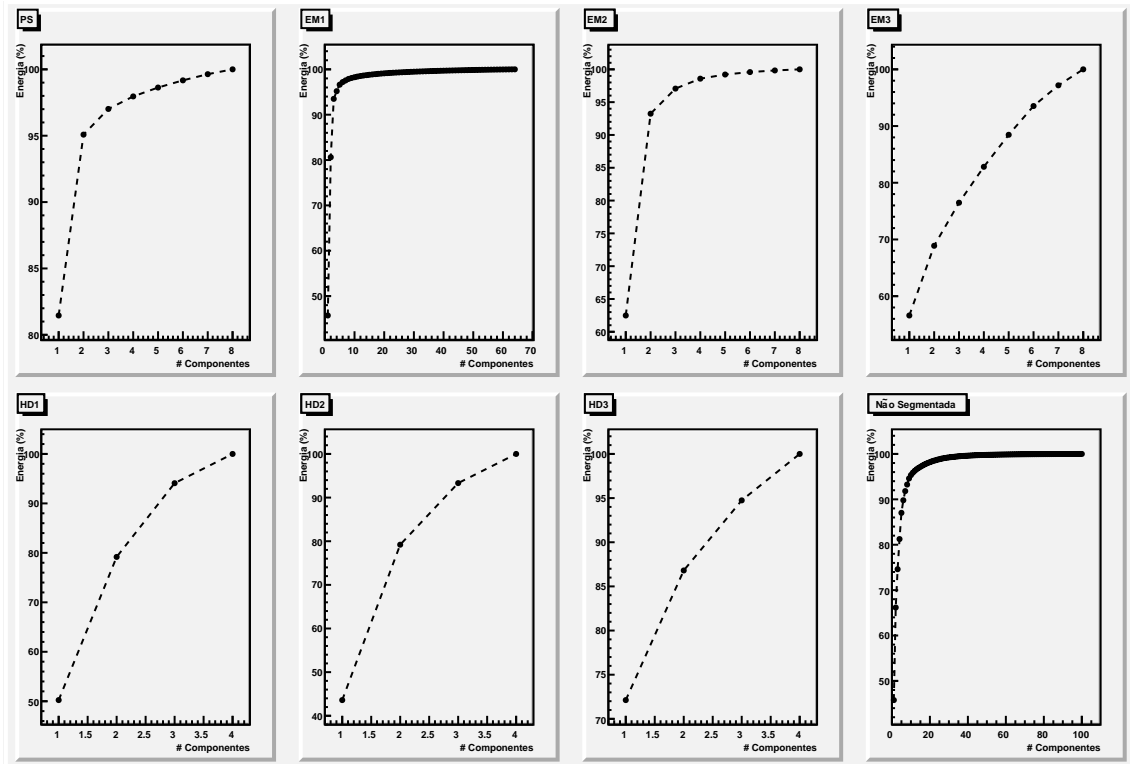 PS
Energia (%)
100
95
90
85
80
1 2 3 4 5 6 7 8
# Componentes
EM1
Energia (%)
100
90
80
70
60
50
0 10 20 30 40 50 60 70
# Componentes
EM2
Energia (%)
100
95
90
85
80
75
70
65
60
1 2 3 4 5 6 7 8
# Componentes
EM3
Energia (%)
100
90
80
70
60
1 2 3 4 5 6 7 8
# Componentes
HD1
Energia (%)
100
90
80
70
60
50
1 1.5 2 2.5 3 3.5 4
# Componentes
HD2
Energia (%)
100
90
80
70
60
50
40
1 1.5 2 2.5 3 3.5 4
# Componentes
HD3
Energia (%)
100
95
90
85
80
75
70
1 1.5 2 2.5 3 3.5 4
# Componentes
Não Segmentada
Energia (%)
100
90
80
70
60
50
0 20 40 60 80 100
# Componentes